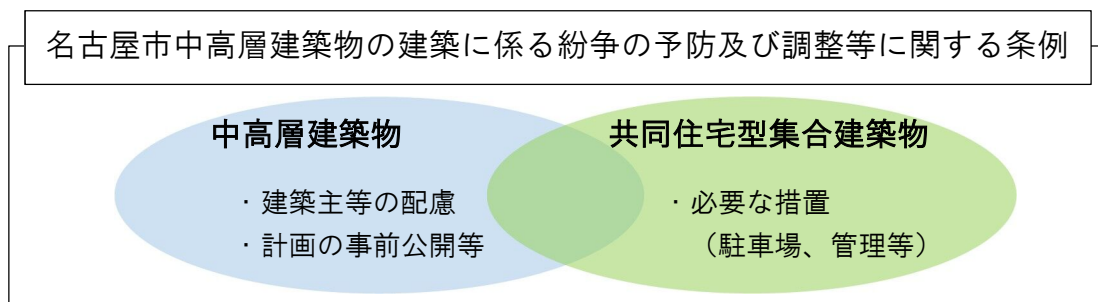 名古屋市中高層建築物の建築に係る紛争の予防及び調整等に関する条例
中高層建築物
・建築主等の配慮
・計画の事前公開等
共同住宅型集合建築物
・必要な措置
（駐車場、管理等）